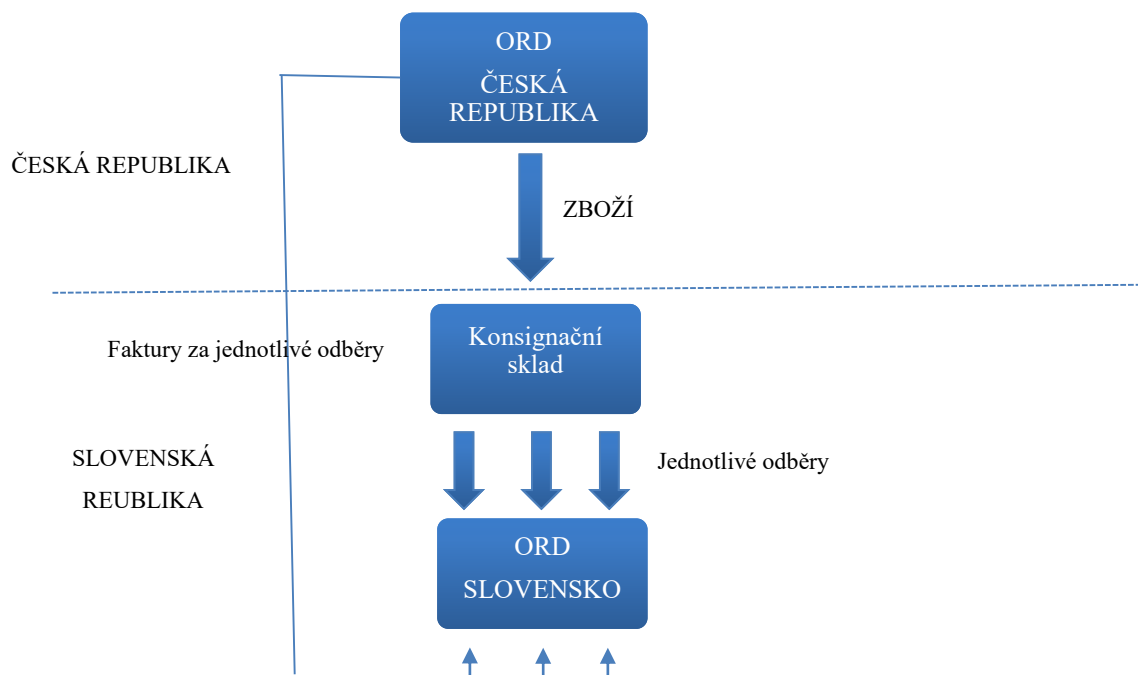 ORD
ČESKÁ
REPUBLIKA
ČESKÁ REPUBLIKA
ZBOŽÍ
Faktury za jednotlivé odběry
Konsignační
sklad
SLOVENSKÁ
REUBLIKA
Jednotlivé odběry
ORD
SLOVENSKO